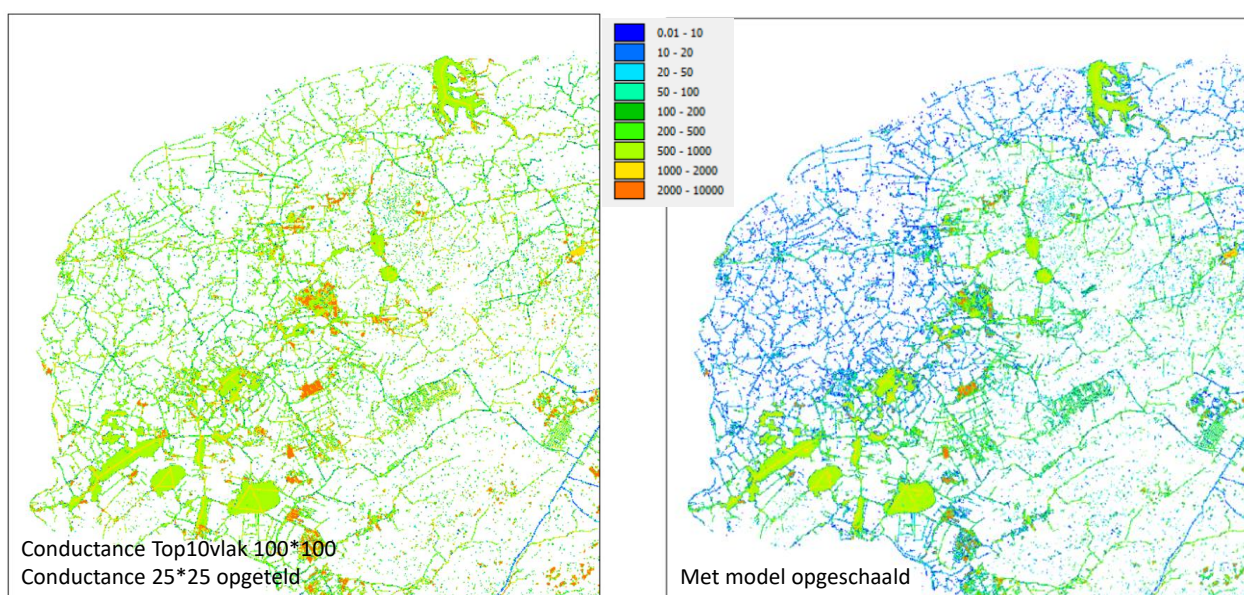 0.01 - 10
10 - 20
20 - 50
50 - 100
100 - 200
200 - 500
500 - 1000
1000 - 2000
2000 - 10000
Conductance Top10vlak 100*100
Conductance 25*25 opgeteld
Met model opgeschaald